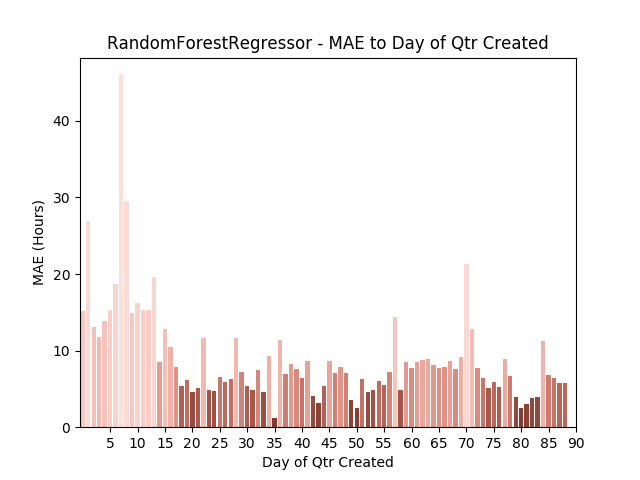 RandomForestRegressor - MAE to Day of Qtr Created
40
30
20
10
0
MAE (Hours)
5 10 15 20 25 30 35 40 45 50 55 60 65 70 75 80 85 90
Day of Qtr Created